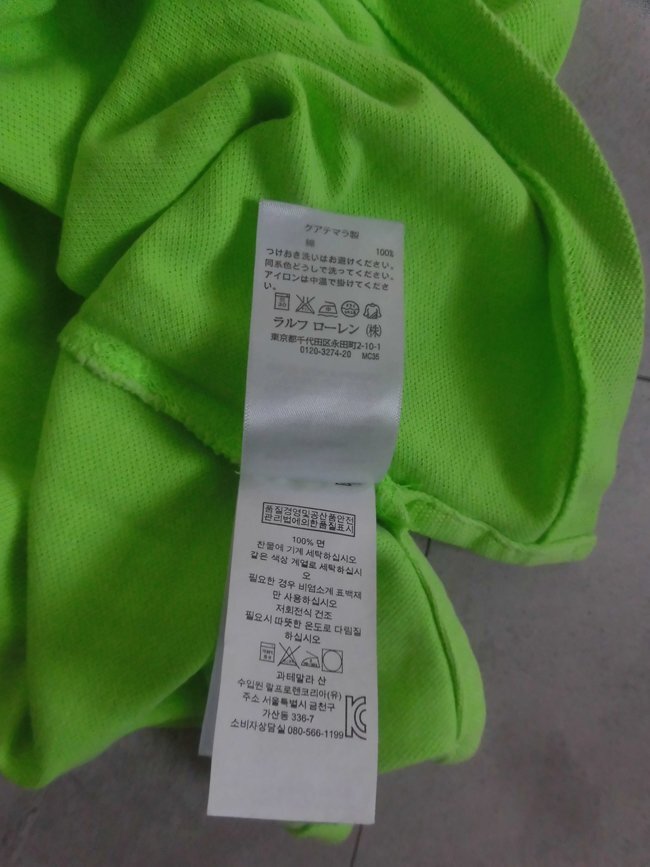 グアテマラ製
綿 100%
つけおき洗いはお避けください。
同系色どうしで洗ってください。
アイロンは中温で掛けてくださ
い。
ラルフ ローレン (株)
東京都千代田区永田町2-10-1
0120-3274-20 MC35
품질경영및공산품안전
관리법에의한품질표시
100% 면
찬물에 기계 세탁하십시오
같은 색상 계열로 세탁하십시
오
필요한 경우 비염소계 표백제
만 사용하십시오
저회전식 건조
필요시 따뜻한 온도로 다림질
하십시오
과테말라 산
수입원 랄프로렌코리아(유)
주소 서울특별시 금천구
가산동 336-7
소비자상담실 080-566-1199